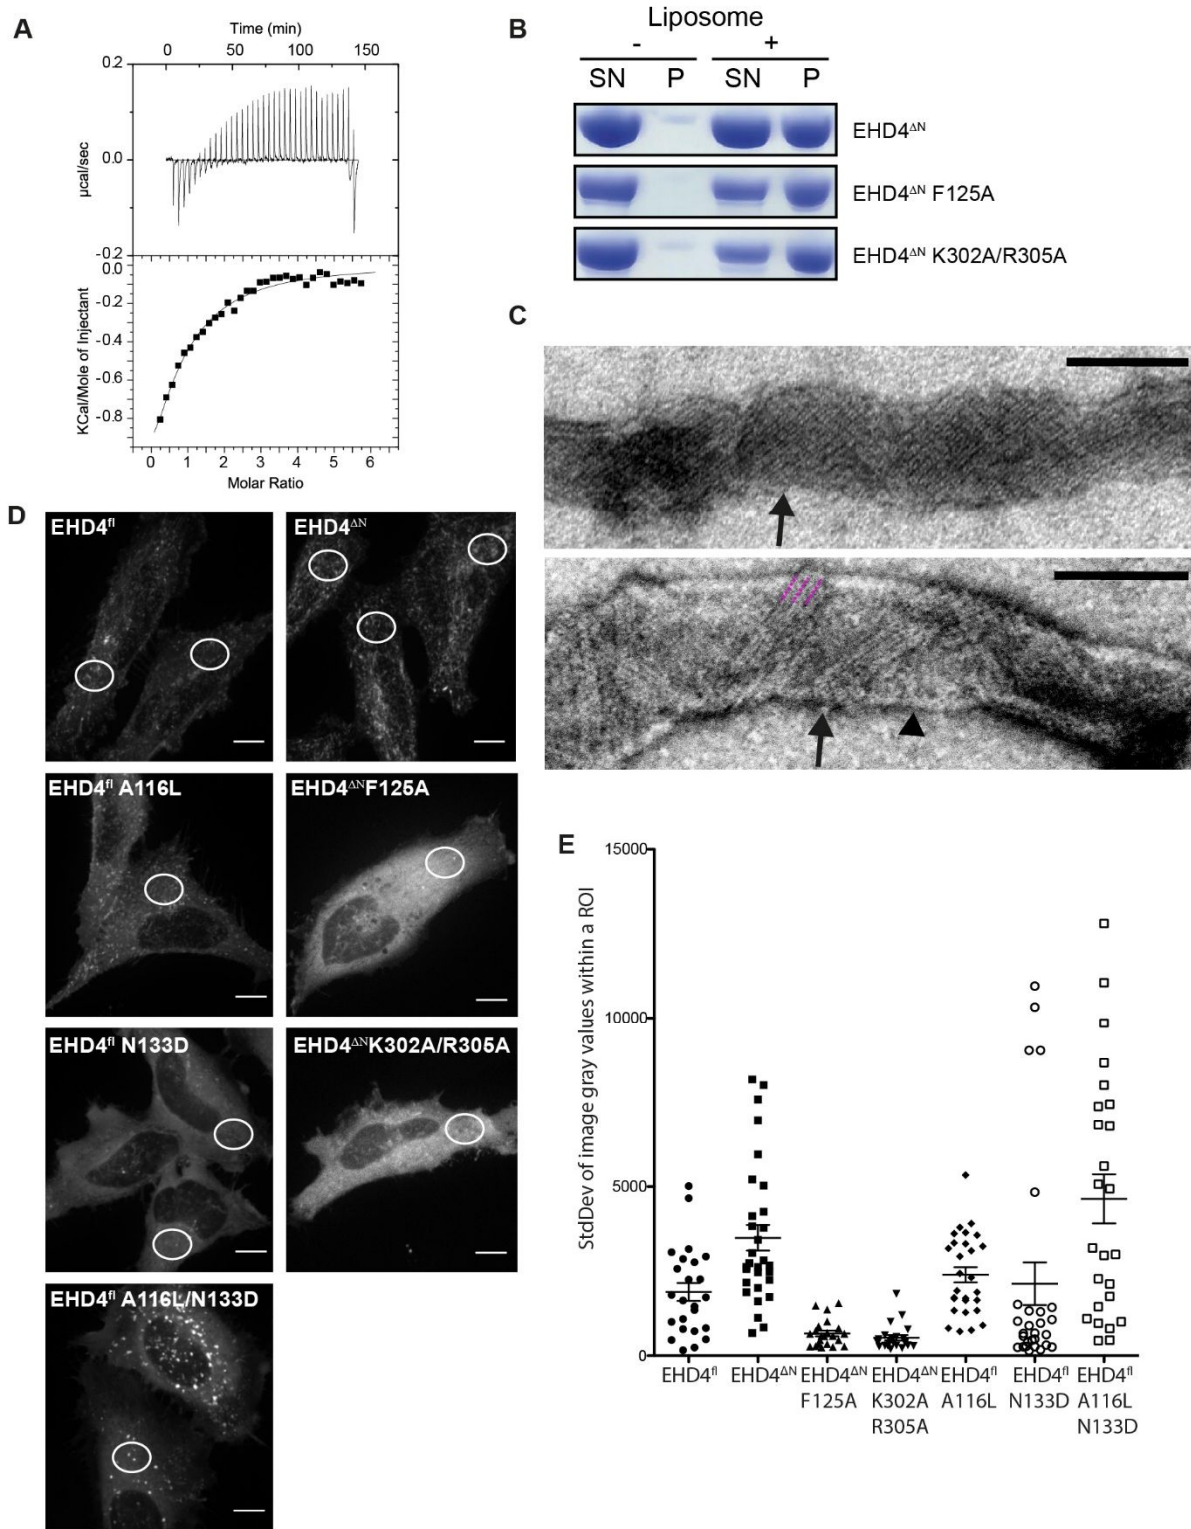 A
Time (min)
0 50 100 150
0.2
0.0
-0.2
µcal/sec
0.0
-0.2
-0.4
-0.6
-0.8
KCal/Mole of Injectant
0 1 2 3 4 5 6
Molar Ratio
B
Liposome
- +
SN P SN P
EHD4ΔN
EHD4ΔN F125A
EHD4ΔN K302A/R305A
C
D
EHD4fl
EHD4ΔN
EHD4fl A116L
EHD4ΔNF125A
EHD4fl N133D
EHD4ΔNK302A/R305A
EHD4fl A116L/N133D
E
StdDev of image gray values within a ROI
15000
10000
5000
0
EHD4fl EHD4ΔN EHD4ΔN EHD4ΔN EHD4fl EHD4fl EHD4fl
F125A K302A A116L N133D A116L
R305A N133D